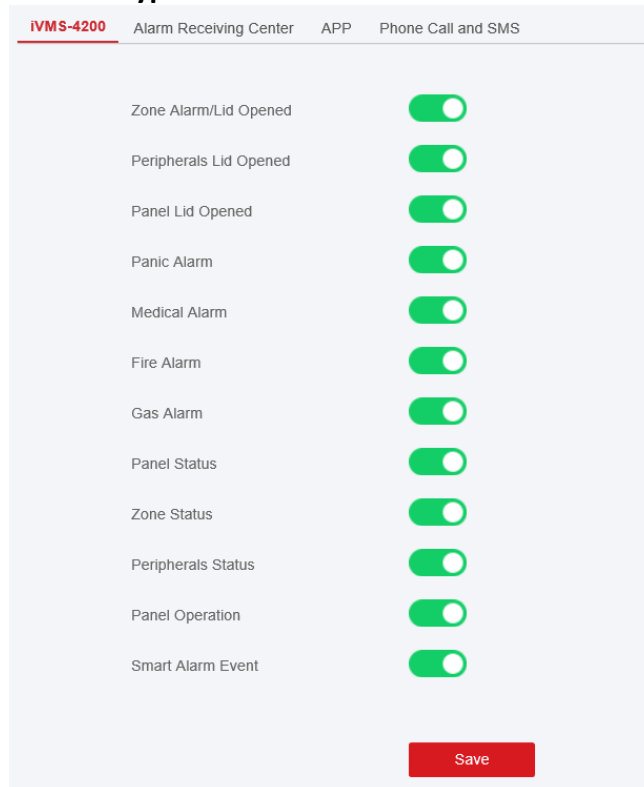 iVMS-4200 Alarm Receiving Center APP Phone Call and SMS
Zone Alarm/Lid Opened
Peripherals Lid Opened
Panel Lid Opened
Panic Alarm
Medical Alarm
Fire Alarm
Gas Alarm
Panel Status
Zone Status
Peripherals Status
Panel Operation
Smart Alarm Event
Save